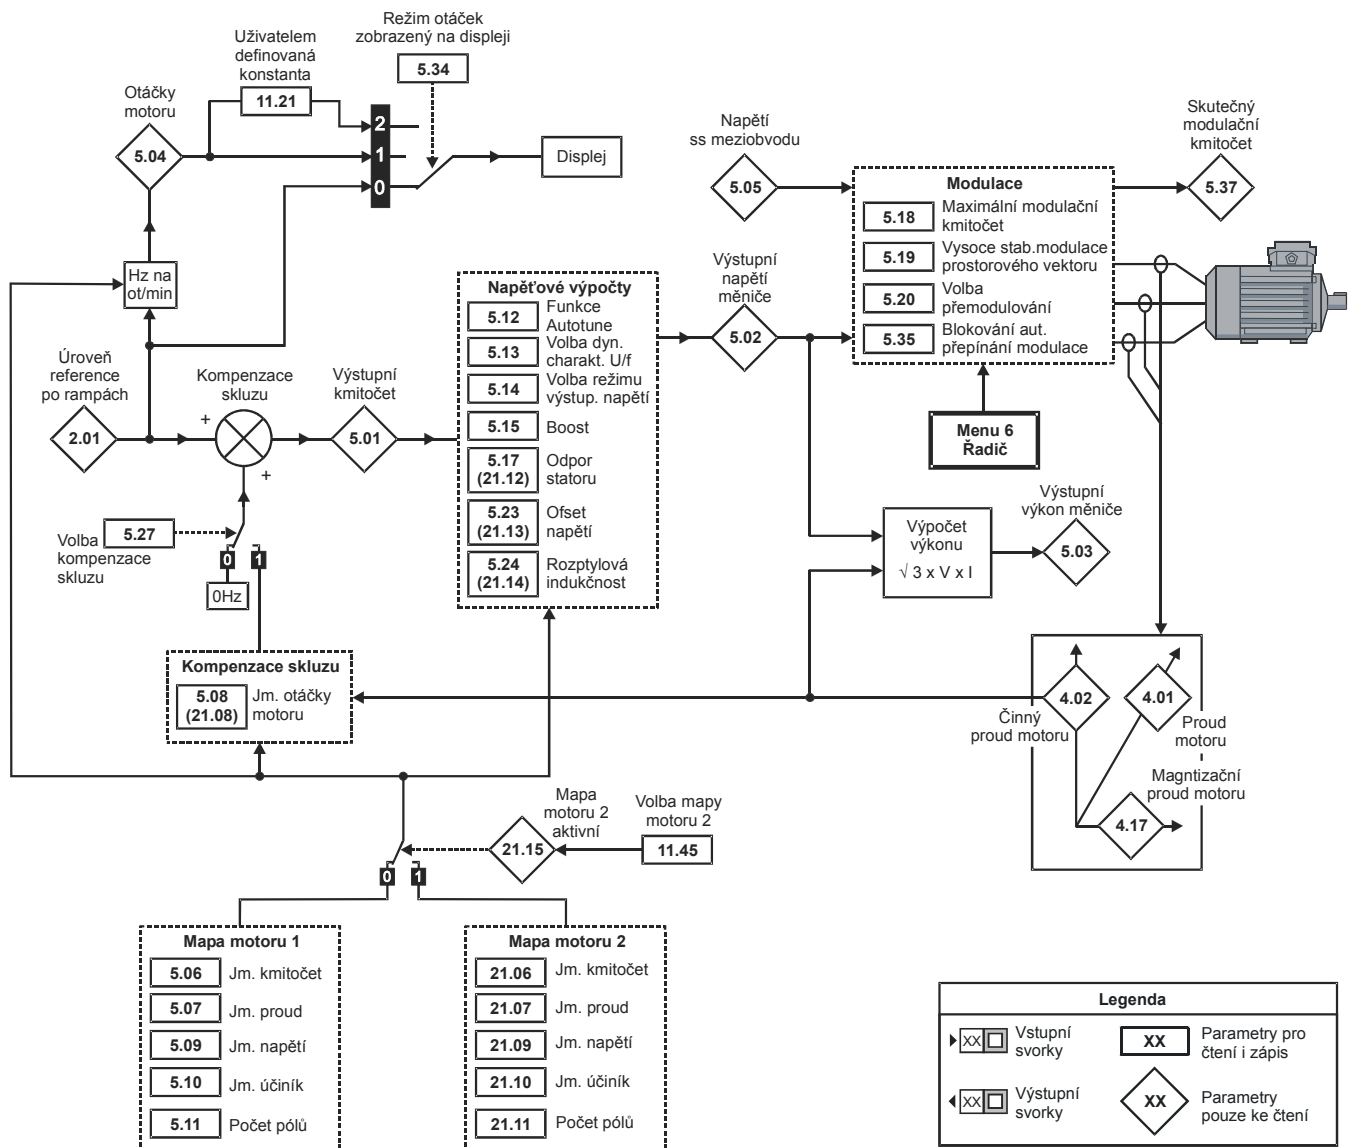 Režim otáček
zobrazený na displeji
5.34
Uživatelem
definovaná
konstanta
11.21
Otáčky
motoru
5.04
2
1
0
Displej
Hz na
ot/min
Úroveň
reference
po rampách
2.01
Kompenzace
skluzu
+
+
Výstupní
kmitočet
5.01
Volba
kompenzace
skluzu
5.27
0
1
0Hz
Kompenzace skluzu
5.08
(21.08)
Jm. otáčky
motoru
Napěťové výpočty
5.12
Funkce
Autotune
5.13
Volba dyn.
charakt. U/f
5.14
Volba režimu
výstup. napětí
5.15
Boost
5.17
(21.12)
Odpor
statoru
5.23
(21.13)
Ofset
napětí
5.24
(21.14)
Rozptylová
indukčnost
Napětí
ss meziobvodu
5.05
Výstupní
napětí
měniče
5.02
Modulace
5.18
Maximální modulační
kmitočet
5.19
Vysoce stab.modulace
prostorového vektoru
5.20
Volba
přemodulování
5.35
Blokování aut.
přepínání modulace
Menu 6
Řadič
Skutečný
modulační
kmitočet
5.37
Výpočet
výkonu
√ 3 x V x I
Výstupní
výkon měniče
5.03
4.02
Činný
proud motoru
4.01
Proud
motoru
Magntizační
proud motoru
4.17
Mapa
motoru 2
aktivní
21.15
Volba mapy
motoru 2
11.45
0
1
Mapa motoru 1
5.06
Jm. kmitočet
5.07
Jm. proud
5.09
Jm. napětí
5.10
Jm. účiník
5.11
Počet pólů
Mapa motoru 2
21.06
Jm. kmitočet
21.07
Jm. proud
21.09
Jm. napětí
21.10
Jm. účiník
21.11
Počet pólů
Legenda
XX
Vstupní
svorky
XX
Parametry pro
čtení i zápis
XX
Výstupní
svorky
XX
Parametry
pouze ke čtení